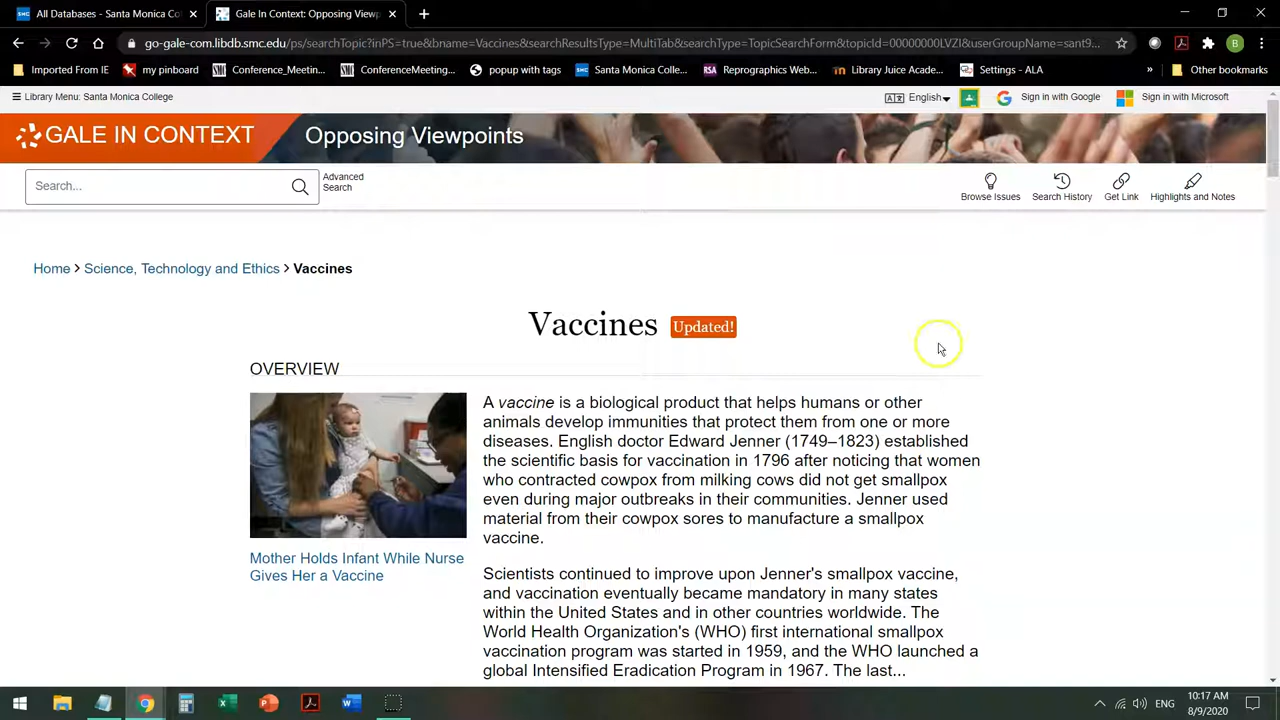 All Databases - Santa Monica Co
Gale In Context: Opposing Viewp
go-gale-com.libdb.smc.edu/ps/searchTopic?inPS=true&bname=Vaccines&searchResultsType=MultiTab&searchType=TopicSearchForm&topicId=00000000LVZI&userGroupName=sant9...
B
Imported From IE
my pinboard
Conference_Meetin...
ConferenceMeeting...
popup with tags
SMC
Santa Monica Colle...
RSA
Reprographics Web...
Library Juice Acade...
Settings - ALA
»
Other bookmarks
Library Menu: Santa Monica College
English
Sign in with Google
Sign in with Microsoft
GALE IN CONTEXT
Opposing Viewpoints
Search...
Advanced
Search
Browse Issues
Search History
Get Link
Highlights and Notes
Home > Science, Technology and Ethics > Vaccines
Vaccines Updated!
OVERVIEW
Mother Holds Infant While Nurse
Gives Her a Vaccine
A vaccine is a biological product that helps humans or other
animals develop immunities that protect them from one or more
diseases. English doctor Edward Jenner (1749–1823) established
the scientific basis for vaccination in 1796 after noticing that women
who contracted cowpox from milking cows did not get smallpox
even during major outbreaks in their communities. Jenner used
material from their cowpox sores to manufacture a smallpox
vaccine.
Scientists continued to improve upon Jenner's smallpox vaccine,
and vaccination eventually became mandatory in many states
within the United States and in other countries worldwide. The
World Health Organization's (WHO) first international smallpox
vaccination program was started in 1959, and the WHO launched a
global Intensified Eradication Program in 1967. The last...
ENG
10:17 AM
8/9/2020